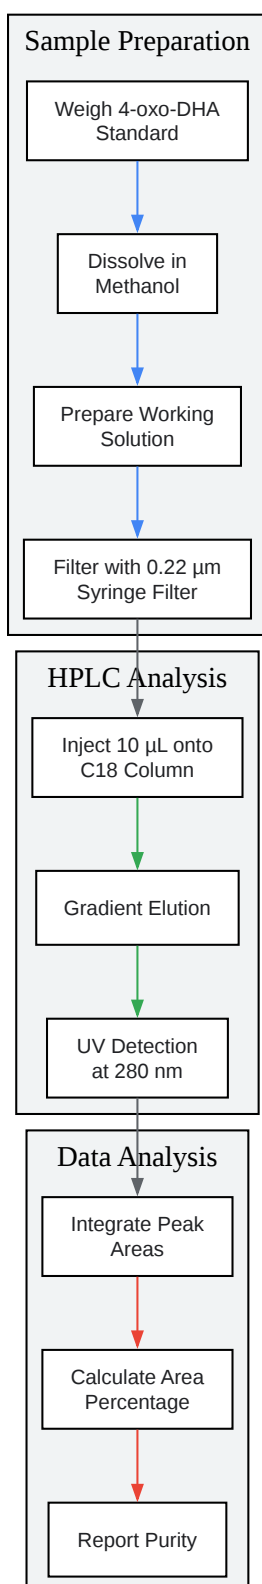 Sample Preparation
Weigh 4-oxo-DHA
Standard
Dissolve in
Methanol
Prepare Working
Solution
Filter with 0.22 µm
Syringe Filter
HPLC Analysis
Inject 10 µL onto
C18 Column
Gradient Elution
UV Detection
at 280 nm
Data Analysis
Integrate Peak
Areas
Calculate Area
Percentage
Report Purity